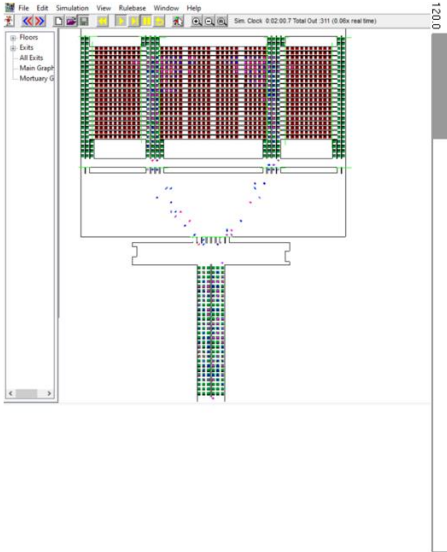 File Edit Simulation View Rulebase Window Help
Sim. Clock 0:02:00.7 Total Out :311 (0.06x real time)
Floors
Exits
All Exits
Main Graph
Mortuary G
120.0